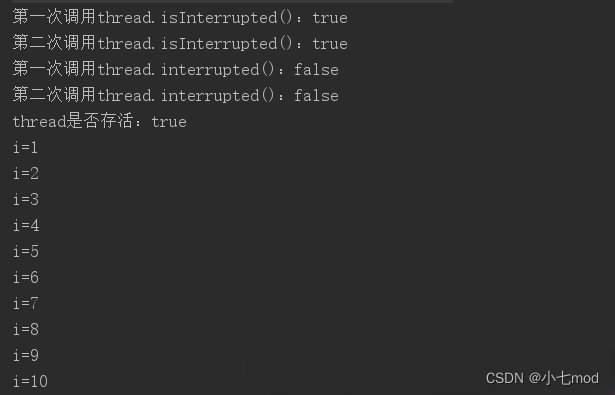 第一次调用thread.isInterrupted()：true
第二次调用thread.isInterrupted()：true
第一次调用thread.interrupted()：false
第二次调用thread.interrupted()：false
thread是否存活：true
i=1
i=2
i=3
i=4
i=5
i=6
i=7
i=8
i=9
i=10
CSDN @小七mod